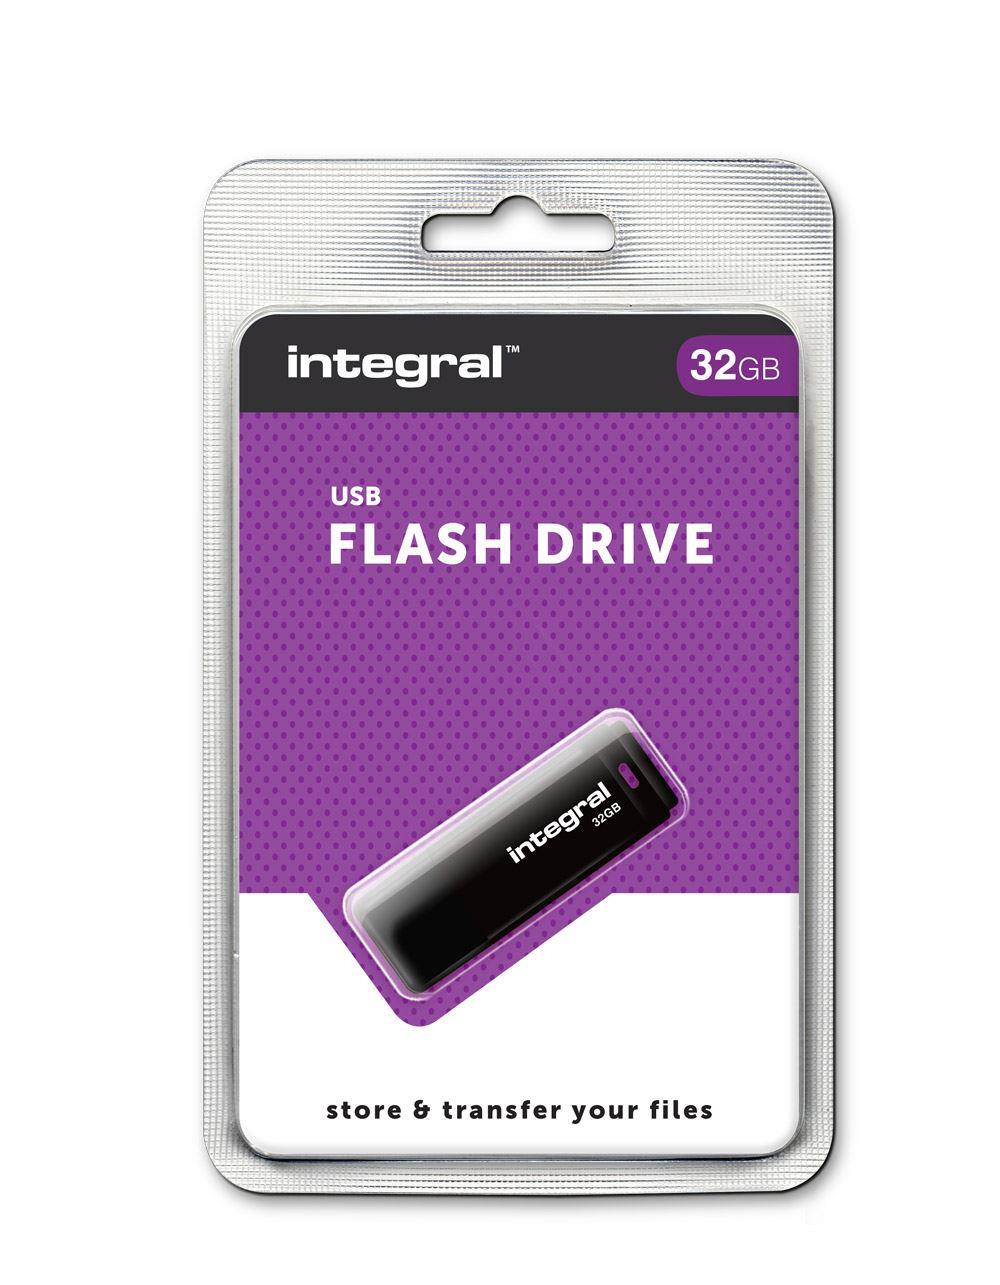 integral™
32GB
USB
FLASH DRIVE
integral
32GB
store & transfer your files